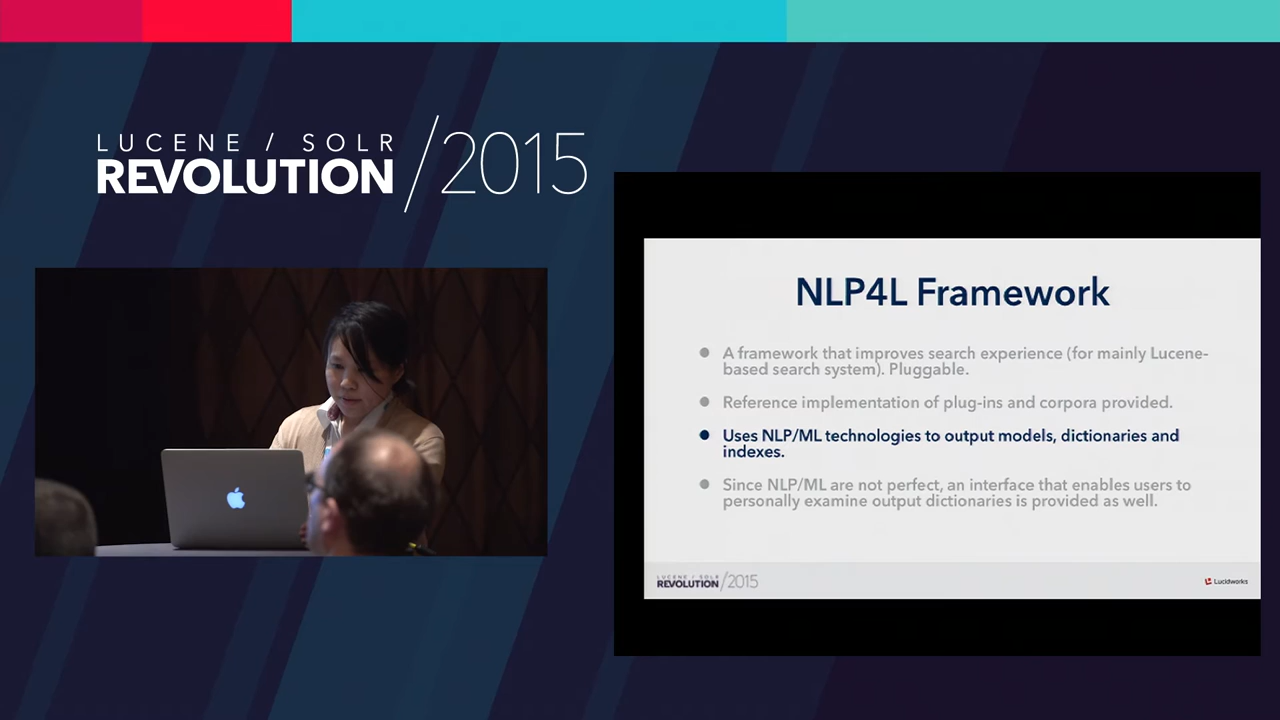 LUCENE / SOLR
REVOLUTION /2015
NLP4L Framework
● A framework that improves search experience (for mainly Lucene-
based search system). Pluggable.
● Reference implementation of plug-ins and corpora provided.
● Uses NLP/ML technologies to output models, dictionaries and
indexes.
● Since NLP/ML are not perfect, an interface that enables users to
personally examine output dictionaries is provided as well.
LUCENE / SOLR
REVOLUTION /2015
Lucidworks